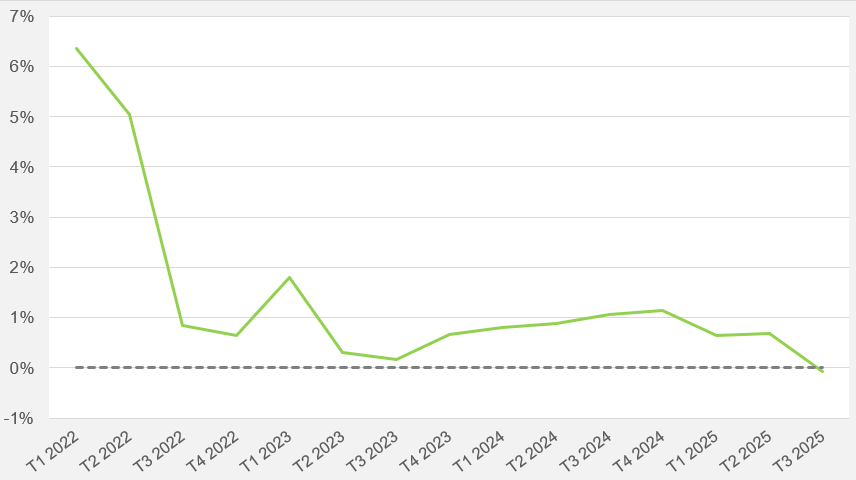 7%
6%
5%
4%
3%
2%
1%
0%
-1%
T1 2022
T2 2022
T3 2022
T4 2022
T1 2023
T2 2023
T3 2023
T4 2023
T1 2024
T2 2024
T3 2024
T4 2024
T1 2025
T2 2025
T3 2025